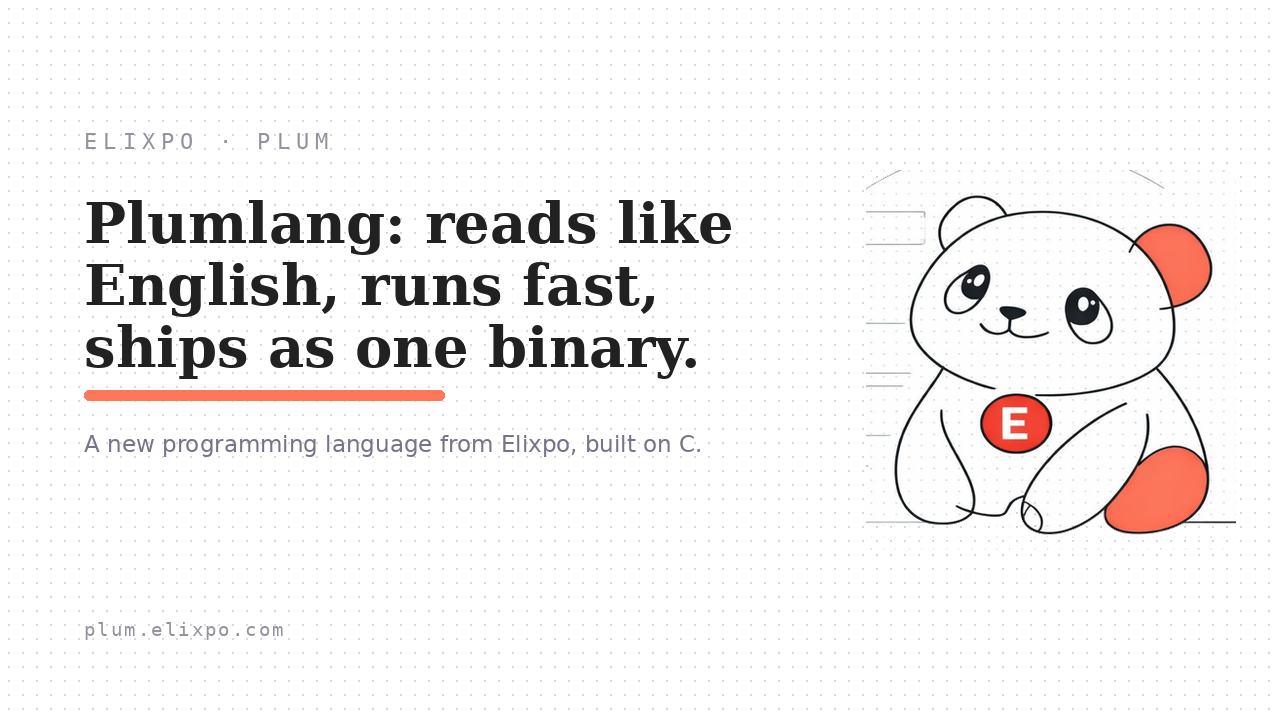 ELIXPO · PLUM
Plumlang: reads like
English, runs fast,
ships as one binary.
A new programming language from Elixpo, built on C.
E
plum.elixpo.com